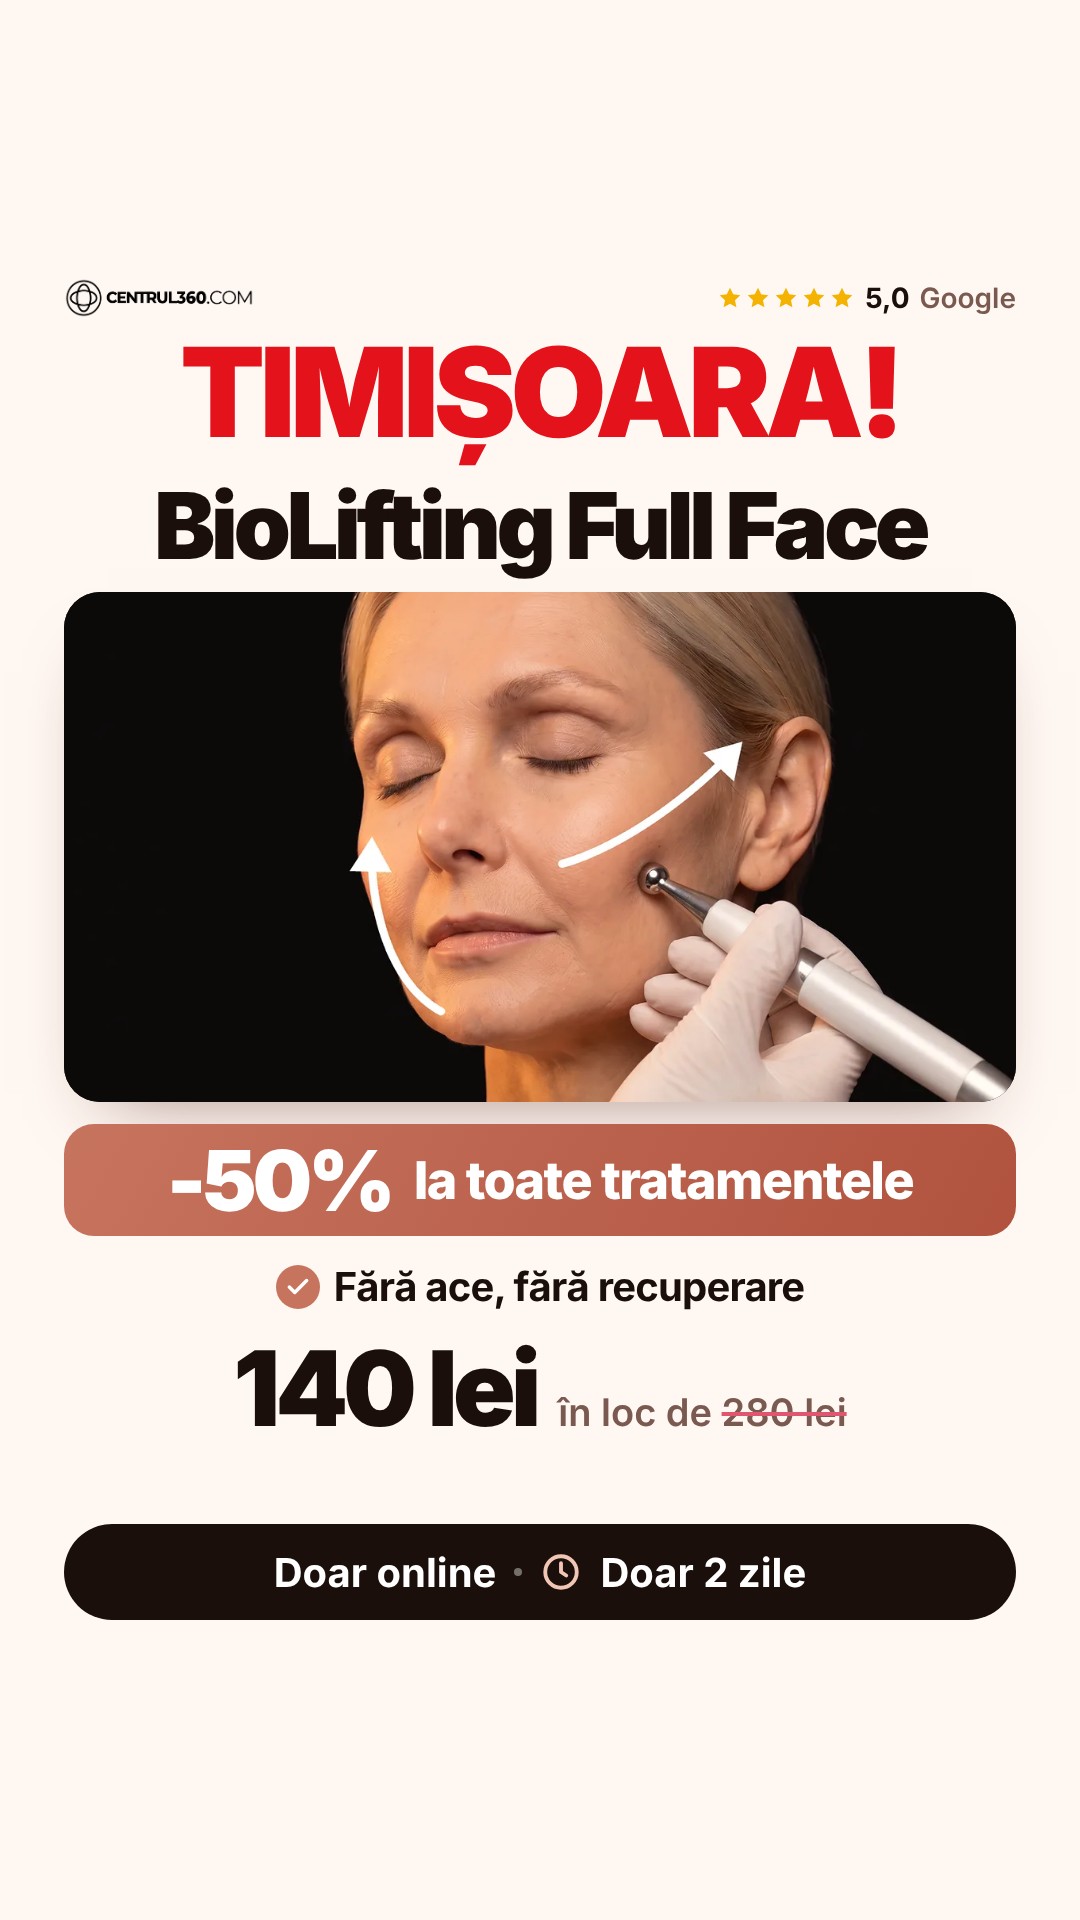 CENTRUL360.COM
5,0 Google
TIMIȘOARA!
BioLifting Full Face
-50% la toate tratamentele
Fără ace, fără recuperare
140 lei în loc de 280 lei
Doar online · Doar 2 zile